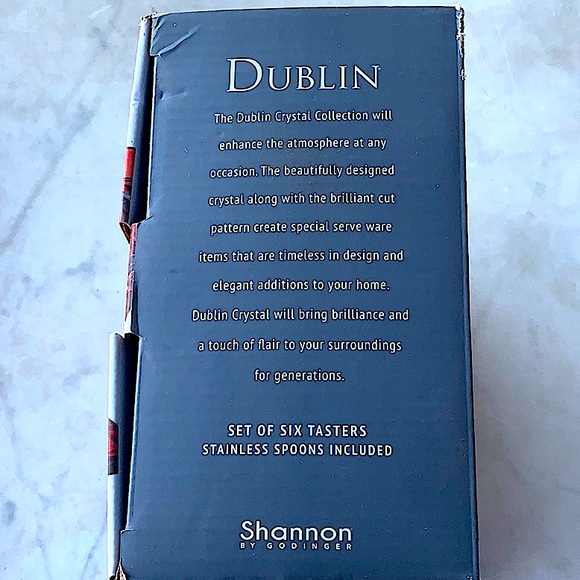 DUBLIN
The Dublin Crystal Collection will
enhance the atmosphere at any
occasion. The beautifully designed
crystal along with the brilliant cut
pattern create special serve ware
items that are timeless in design and
elegant additions to your home.
Dublin Crystal will bring brilliance and
a touch of flair to your surroundings
for generations.
SET OF SIX TASTERS
STAINLESS SPOONS INCLUDED
Shannon
BY GODINGER